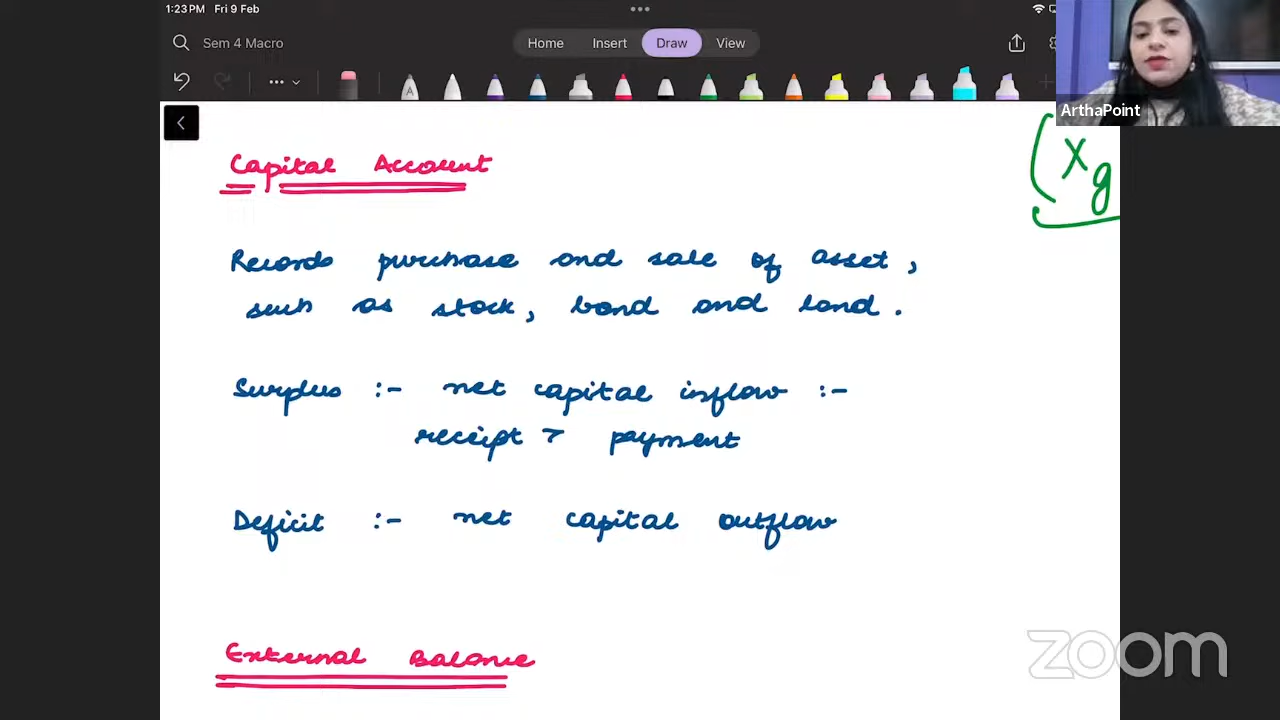 1:23 PM Fri 9 Feb
Sem 4 Macro
Home Insert Draw View
A
ArthaPoint
Capital Account
(Xg
Records purchase and sale of asset,
such as stock, bond and land.
Surplus :- net capital inflow :-
receipt > payment
Deficit :- net capital outflow
External Balance
zoom